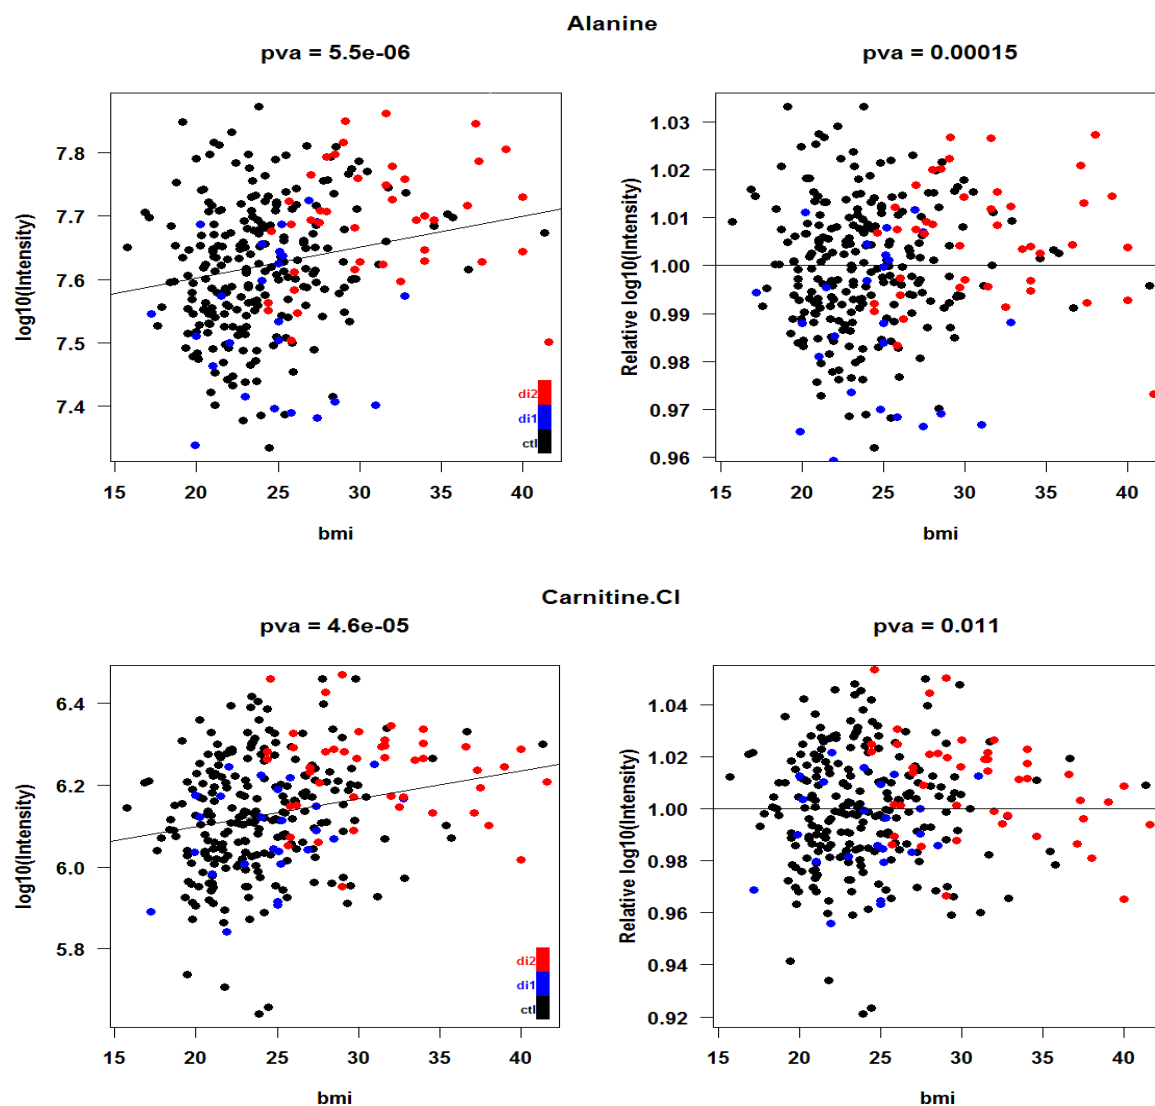 Alanine
pva = 5.5e-06
pva = 0.00015
log10(Intensity)
7.8
7.7
7.6
7.5
7.4
di2
di1
ctl
15 20 25 30 35 40
bmi
Relative log10(Intensity)
1.03
1.02
1.01
1.00
0.99
0.98
0.97
0.96
15 20 25 30 35 40
bmi
Carnitine.CI
pva = 4.6e-05
pva = 0.011
log10(Intensity)
6.4
6.2
6.0
5.8
di2
di1
ctl
15 20 25 30 35 40
bmi
Relative log10(Intensity)
1.04
1.02
1.00
0.98
0.96
0.94
0.92
15 20 25 30 35 40
bmi